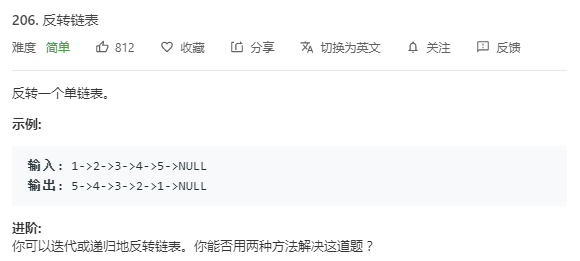 206. 反转链表
难度 简单 812 收藏 分享 切换为英文 关注 反馈
反转一个单链表。
示例:
输入: 1->2->3->4->5->NULL
输出: 5->4->3->2->1->NULL
进阶:
你可以迭代或递归地反转链表。你能否用两种方法解决这道题？